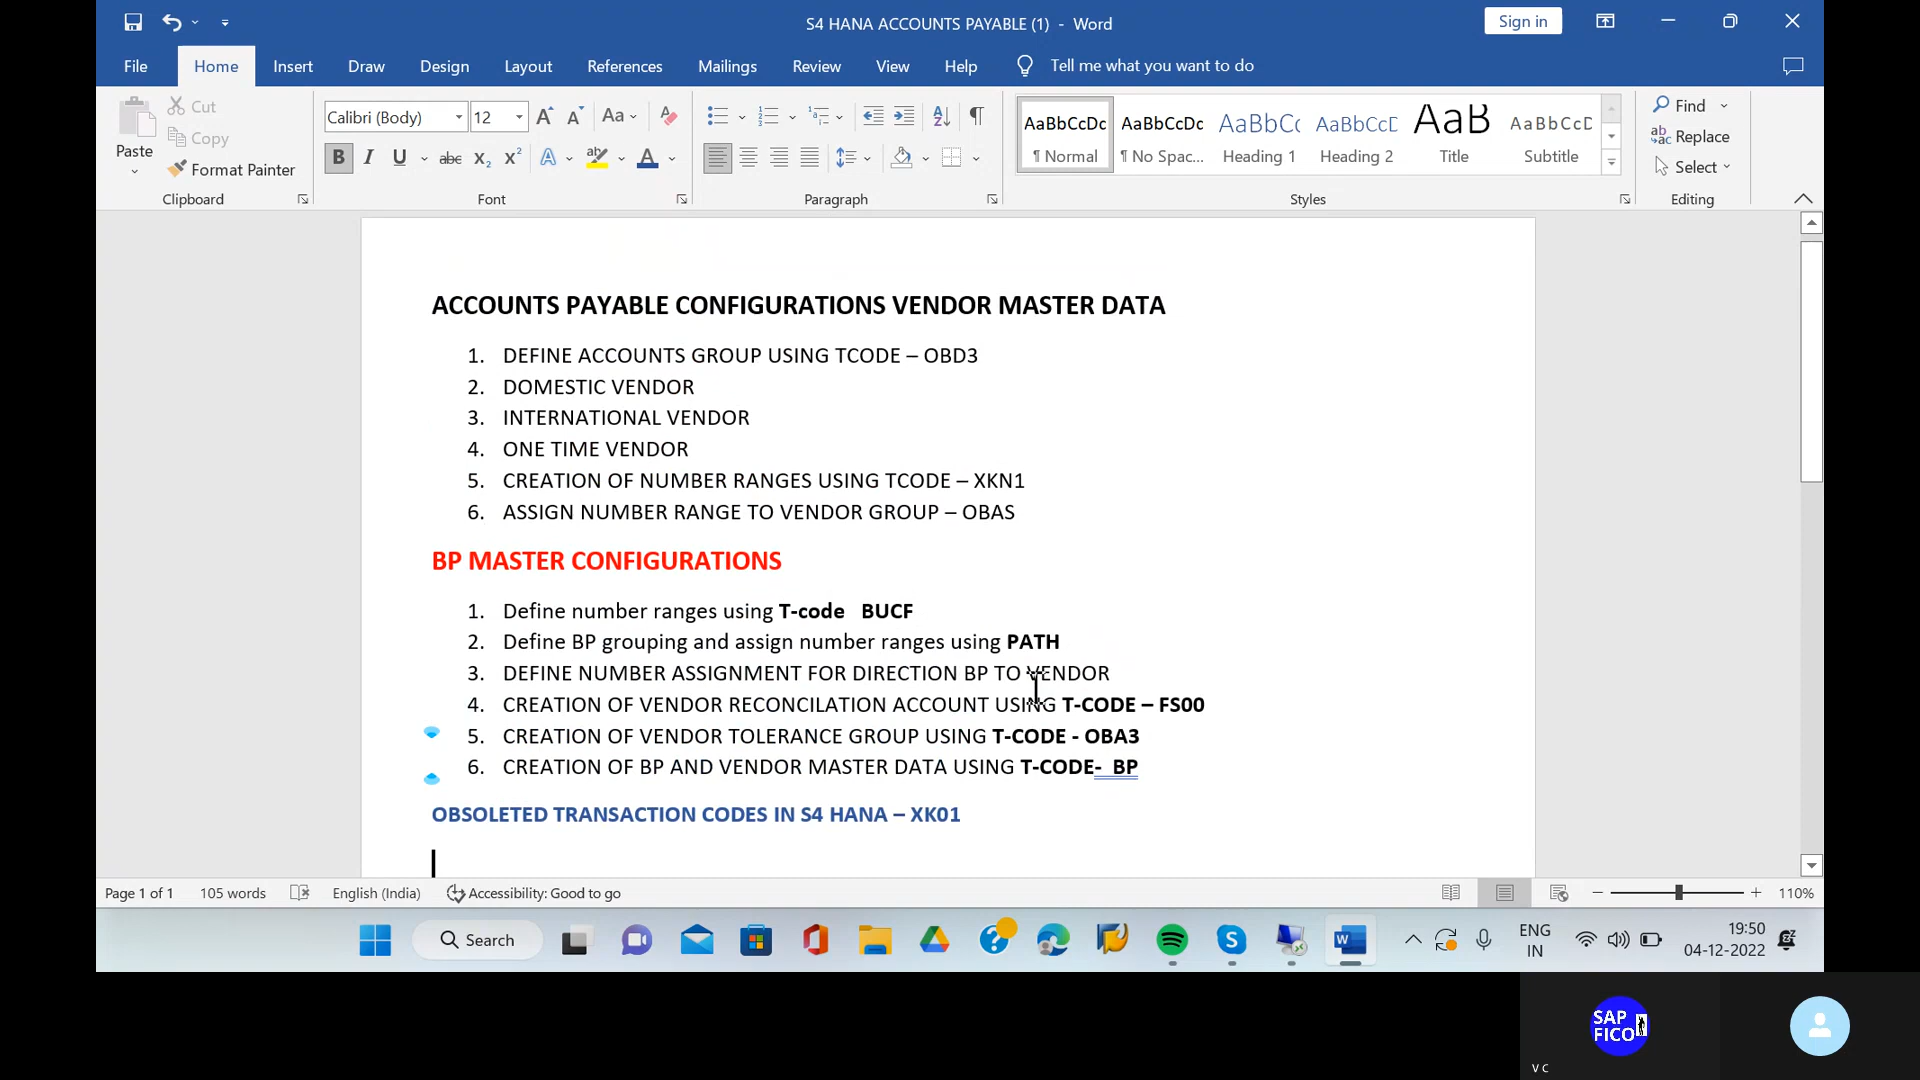 S4 HANA ACCOUNTS PAYABLE (1) - Word
Sign in
File Home Insert Draw Design Layout References Mailings Review View Help Tell me what you want to do
Paste
Cut
Copy
Format Painter
Clipboard
Calibri (Body) 12
Font
Paragraph
AaBbCcDc AaBbCcDc AaBbCc AaBbCcC AaB AaBbCcD
¶ Normal ¶ No Spac... Heading 1 Heading 2 Title Subtitle
Styles
Find
Replace
Select
Editing
ACCOUNTS PAYABLE CONFIGURATIONS VENDOR MASTER DATA
1. DEFINE ACCOUNTS GROUP USING TCODE – OBD3
2. DOMESTIC VENDOR
3. INTERNATIONAL VENDOR
4. ONE TIME VENDOR
5. CREATION OF NUMBER RANGES USING TCODE – XKN1
6. ASSIGN NUMBER RANGE TO VENDOR GROUP – OBAS
BP MASTER CONFIGURATIONS
1. Define number ranges using T-code BUCF
2. Define BP grouping and assign number ranges using PATH
3. DEFINE NUMBER ASSIGNMENT FOR DIRECTION BP TO VENDOR
4. CREATION OF VENDOR RECONCILATION ACCOUNT USING T-CODE – FS00
5. CREATION OF VENDOR TOLERANCE GROUP USING T-CODE - OBA3
6. CREATION OF BP AND VENDOR MASTER DATA USING T-CODE- BP
OBSOLETED TRANSACTION CODES IN S4 HANA – XK01
Page 1 of 1 105 words English (India) Accessibility: Good to go 110%
Search
ENG
IN
19:50
04-12-2022
SAP
FICO
V C